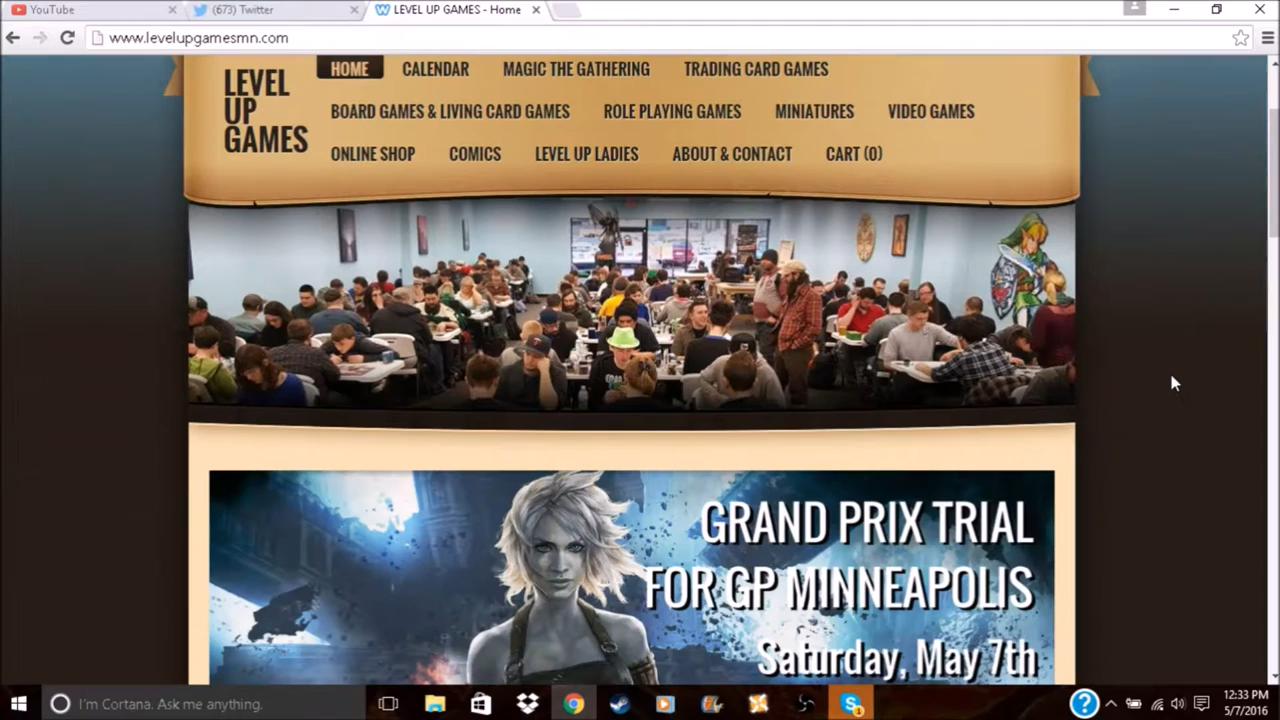 YouTube
(673) Twitter
LEVEL UP GAMES - Home
www.levelupgamesmn.com
LEVEL
UP
GAMES
HOME
CALENDAR
MAGIC THE GATHERING
TRADING CARD GAMES
BOARD GAMES & LIVING CARD GAMES
ROLE PLAYING GAMES
MINIATURES
VIDEO GAMES
ONLINE SHOP
COMICS
LEVEL UP LADIES
ABOUT & CONTACT
CART (0)
GRAND PRIX TRIAL
FOR GP MINNEAPOLIS
Saturday, May 7th
I'm Cortana. Ask me anything.
12:33 PM
5/7/2016